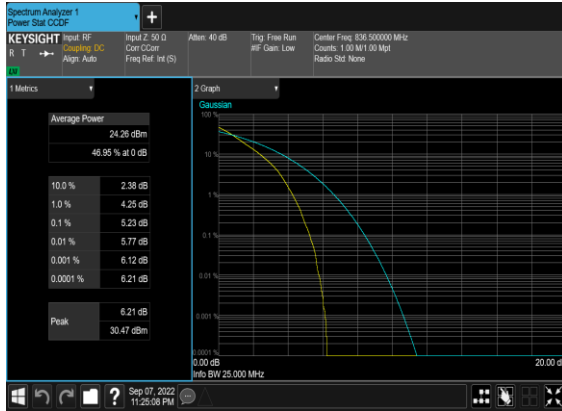 Spectrum Analyzer 1
Power Stat CCDF
KEYSIGHT
R T
LU
Input: RF
Coupling: DC
Align: Auto
Input Z: 50 Ω
Corr CCorr
Freq Ref: Int (S)
Atten: 40 dB
Trig: Free Run
#IF Gain: Low
Center Freq: 836.500000 MHz
Counts: 1.00 M/1.00 Mpt
Radio Std: None
1 Metrics
Average Power
24.26 dBm
46.95 % at 0 dB
10.0 % 2.38 dB
1.0 % 4.25 dB
0.1 % 5.23 dB
0.01 % 5.77 dB
0.001 % 6.12 dB
0.0001 % 6.21 dB
Peak 6.21 dB
30.47 dBm
2 Graph
Gaussian
100 %
10 %
1 %
0.1 %
0.01 %
0.001 %
0.0001 %
0.00 dB 20.00 d
Info BW 25.000 MHz
?
Sep 07, 2022
11:25:08 PM